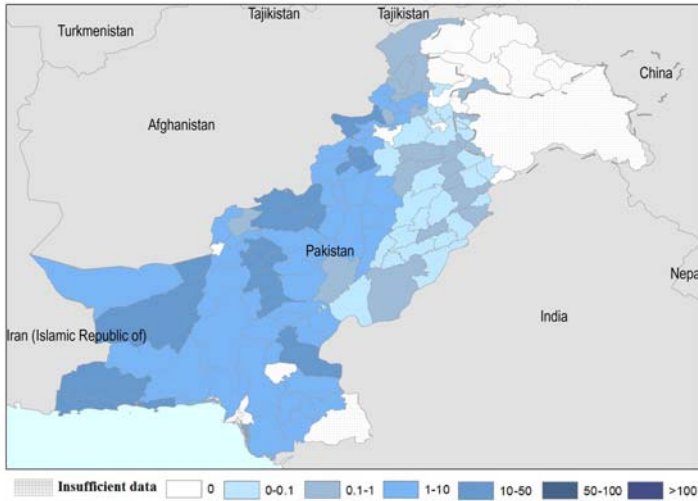 Tajikistan Tajikistan
Turkmenistan
China
Afghanistan
Pakistan
Nepa
India
Iran (Islamic Republic of)
Insufficient data 0 0-0.1 0.1-1 1-10 10-50 50-100 >100